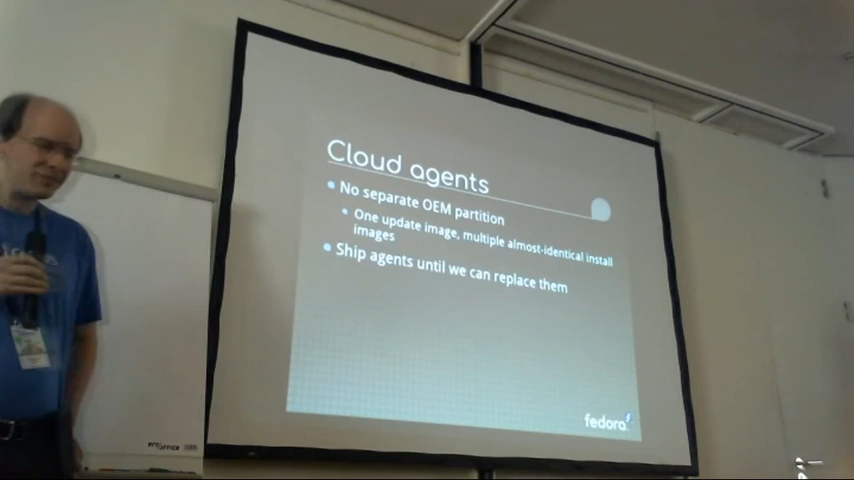 Cloud agents
No separate OEM partition
One update image, multiple almost-identical install
images
Ship agents until we can replace them
fedora